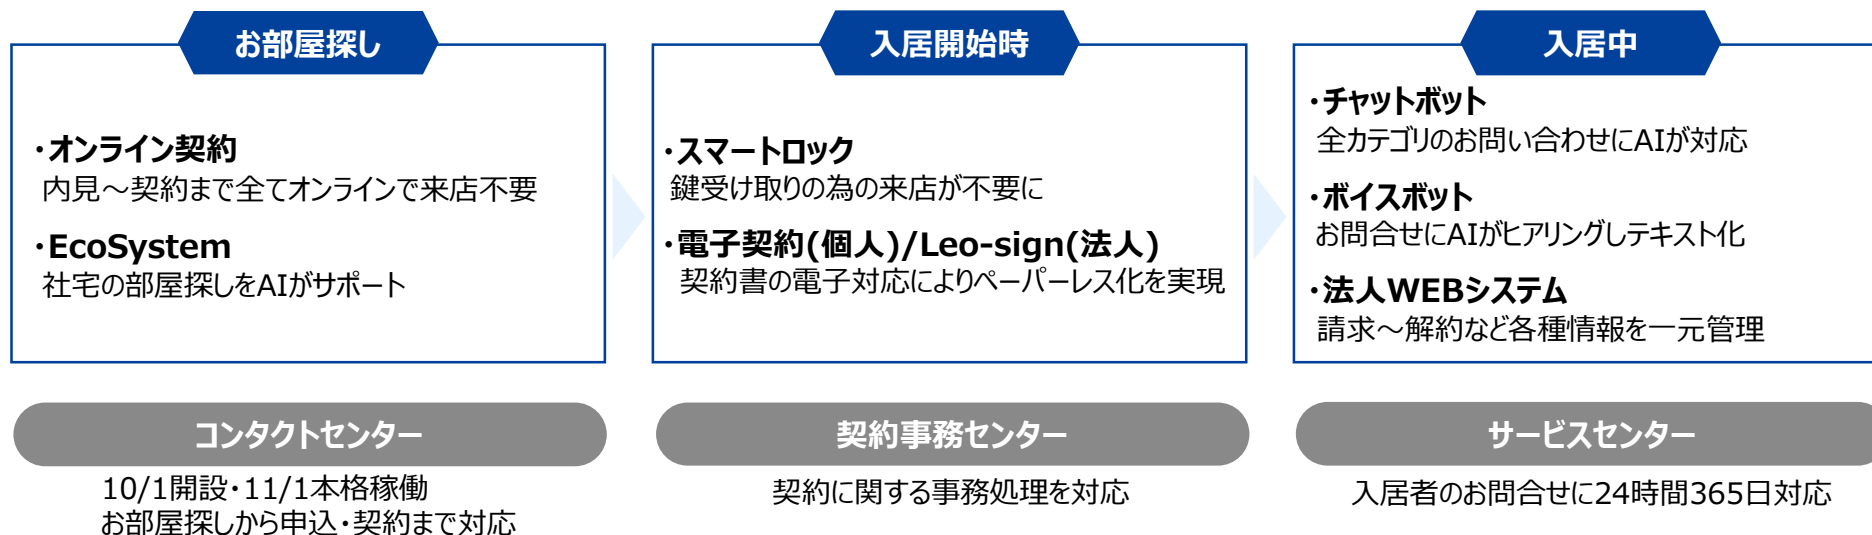 お部屋探し
・オンライン契約
内見～契約まで全てオンラインで来店不要
・EcoSystem
社宅の部屋探しをAIがサポート
入居開始時
・スマートロック
鍵受け取りの為の来店が不要に
・電子契約(個人)/Leo-sign(法人)
契約書の電子対応によりペーパーレス化を実現
入居中
・チャットボット
全カテゴリのお問い合わせにAIが対応
・ボイスボット
お問合せにAIがヒアリングしテキスト化
・法人WEBシステム
請求～解約など各種情報を一元管理
コンタクトセンター
10/1開設・11/1本格稼働
お部屋探しから申込・契約まで対応
契約事務センター
契約に関する事務処理を対応
サービスセンター
入居者のお問合せに24時間365日対応